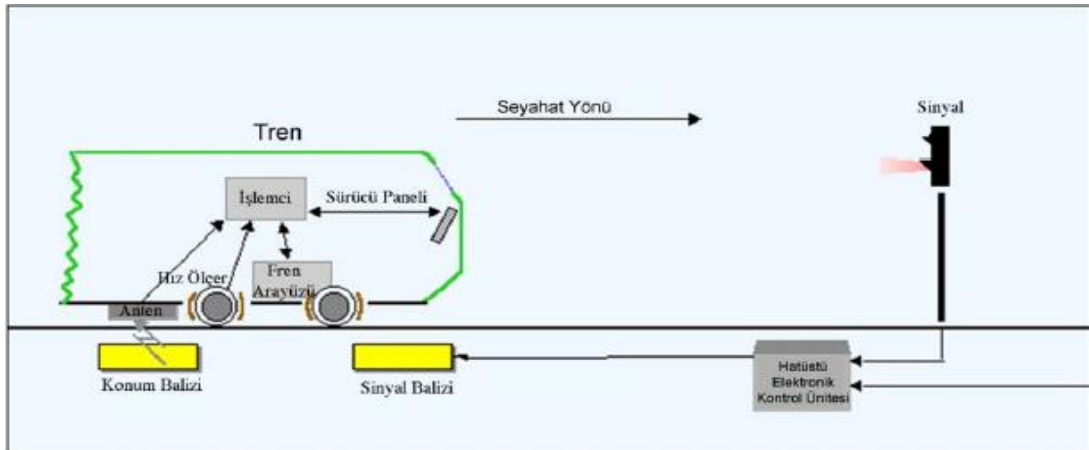 Seyahat Yönü
Sinyal
Tren
İşlemci
Sürücü Paneli
Hız Ölçer
Fren
Arayüzü
Anten
Konum Balizi
Sinyal Balizi
Hatüstü
Elektronik
Kontrol Ünitesi